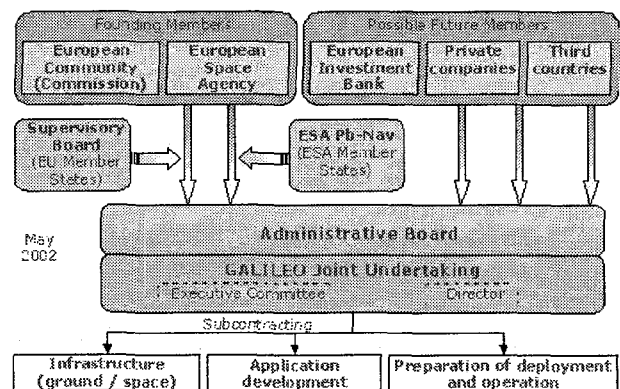 Founding Members
Possible Future Members
European
Community
(Commission)
European
Space
Agency
European
Investment
Bank
Private
companies
Third
countries
Supervisory
Board
(EU Member
States)
ESA Pb-Nav
(ESA Member
States)
May
2002
Administrative Board
GALILEO Joint Undertaking
Executive Committee
Director
Subcontracting
Infrastructure
(ground / space)
Application
development
Preparation of deployment
and operation